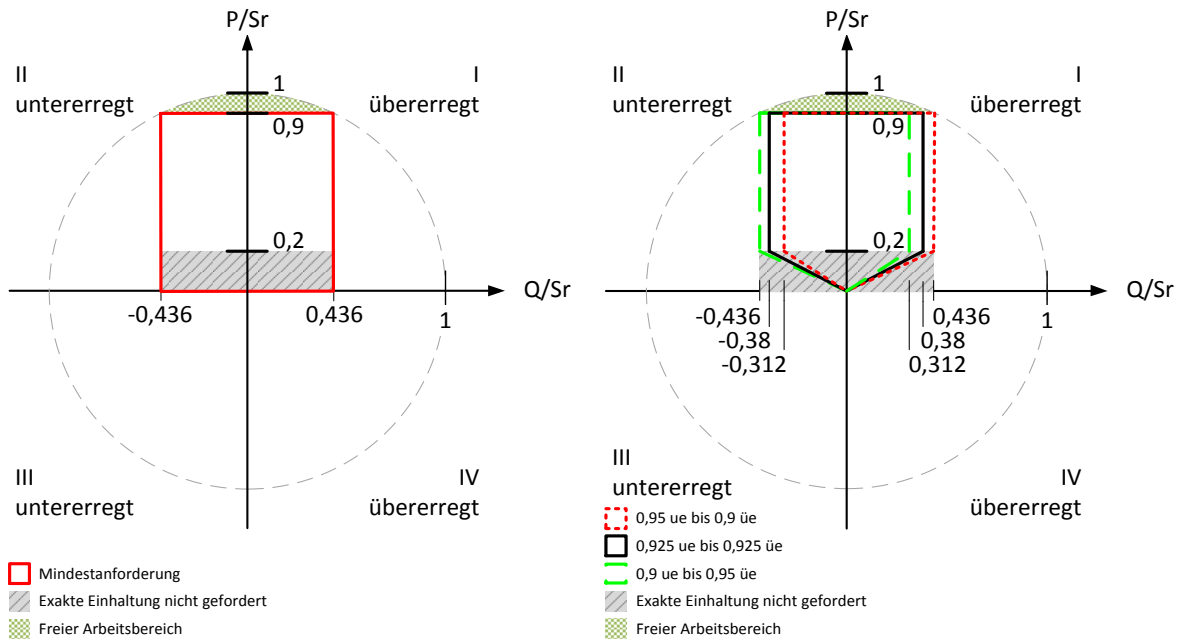 P/Sr
II
untererregt
I
übererregt
1
0,9
0,2
Q/Sr
-0,436
0,436
1
III
untererregt
IV
übererregt
Mindestanforderung
Exakte Einhaltung nicht gefordert
Freier Arbeitsbereich
P/Sr
II
untererregt
I
übererregt
1
0,9
0,2
Q/Sr
-0,436
0,436
1
-0,38
0,38
-0,312
0,312
III
untererregt
IV
übererregt
0,95 ue bis 0,9 üe
0,925 ue bis 0,925 üe
0,9 ue bis 0,95 üe
Exakte Einhaltung nicht gefordert
Freier Arbeitsbereich